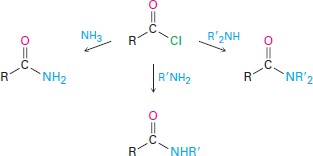 O
R C Cl
NH3
R′2NH
O
R C NH2
R′NH2
O
R C NR′2
O
R C NHR′